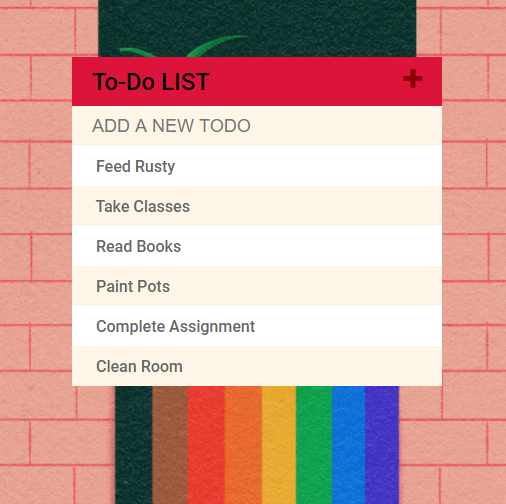 To-Do LIST
ADD A NEW TODO
Feed Rusty
Take Classes
Read Books
Paint Pots
Complete Assignment
Clean Room